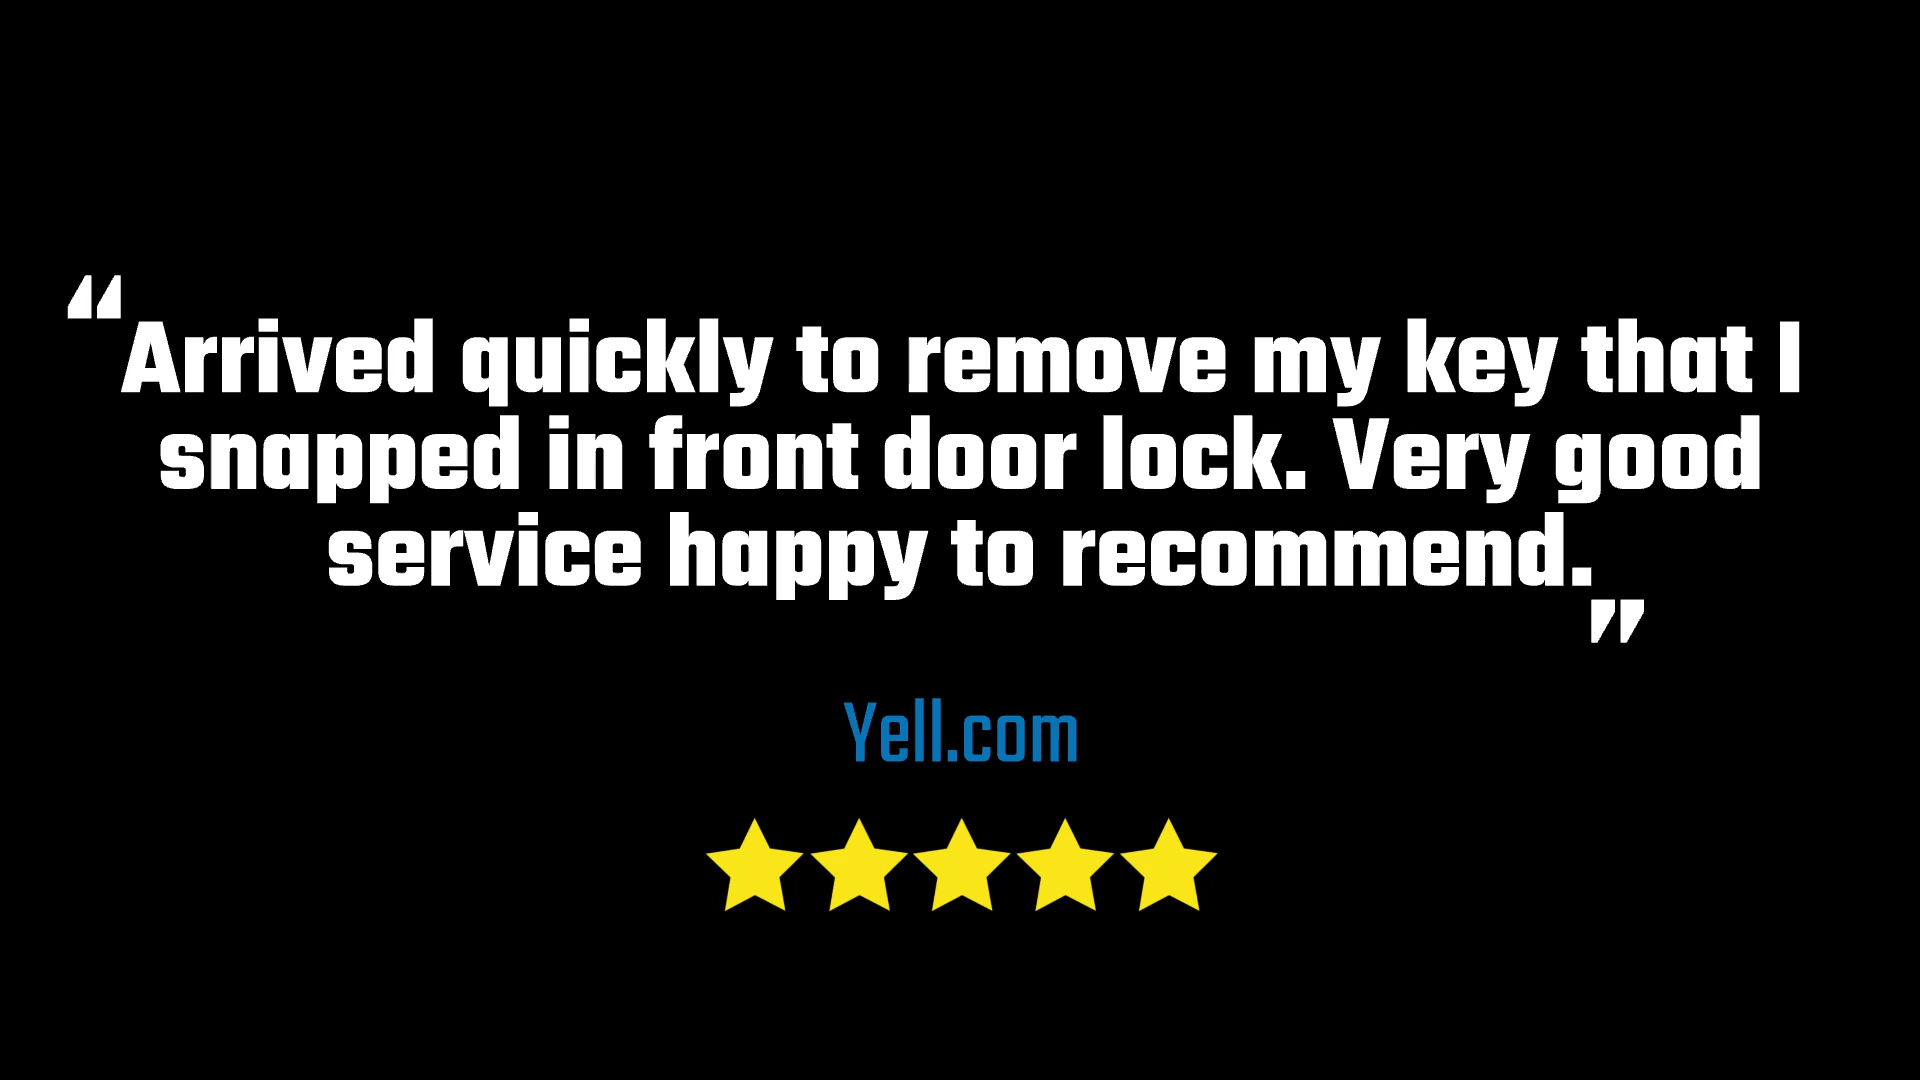 “Arrived quickly to remove my key that I
snapped in front door lock. Very good
service happy to recommend.”
Yell.com